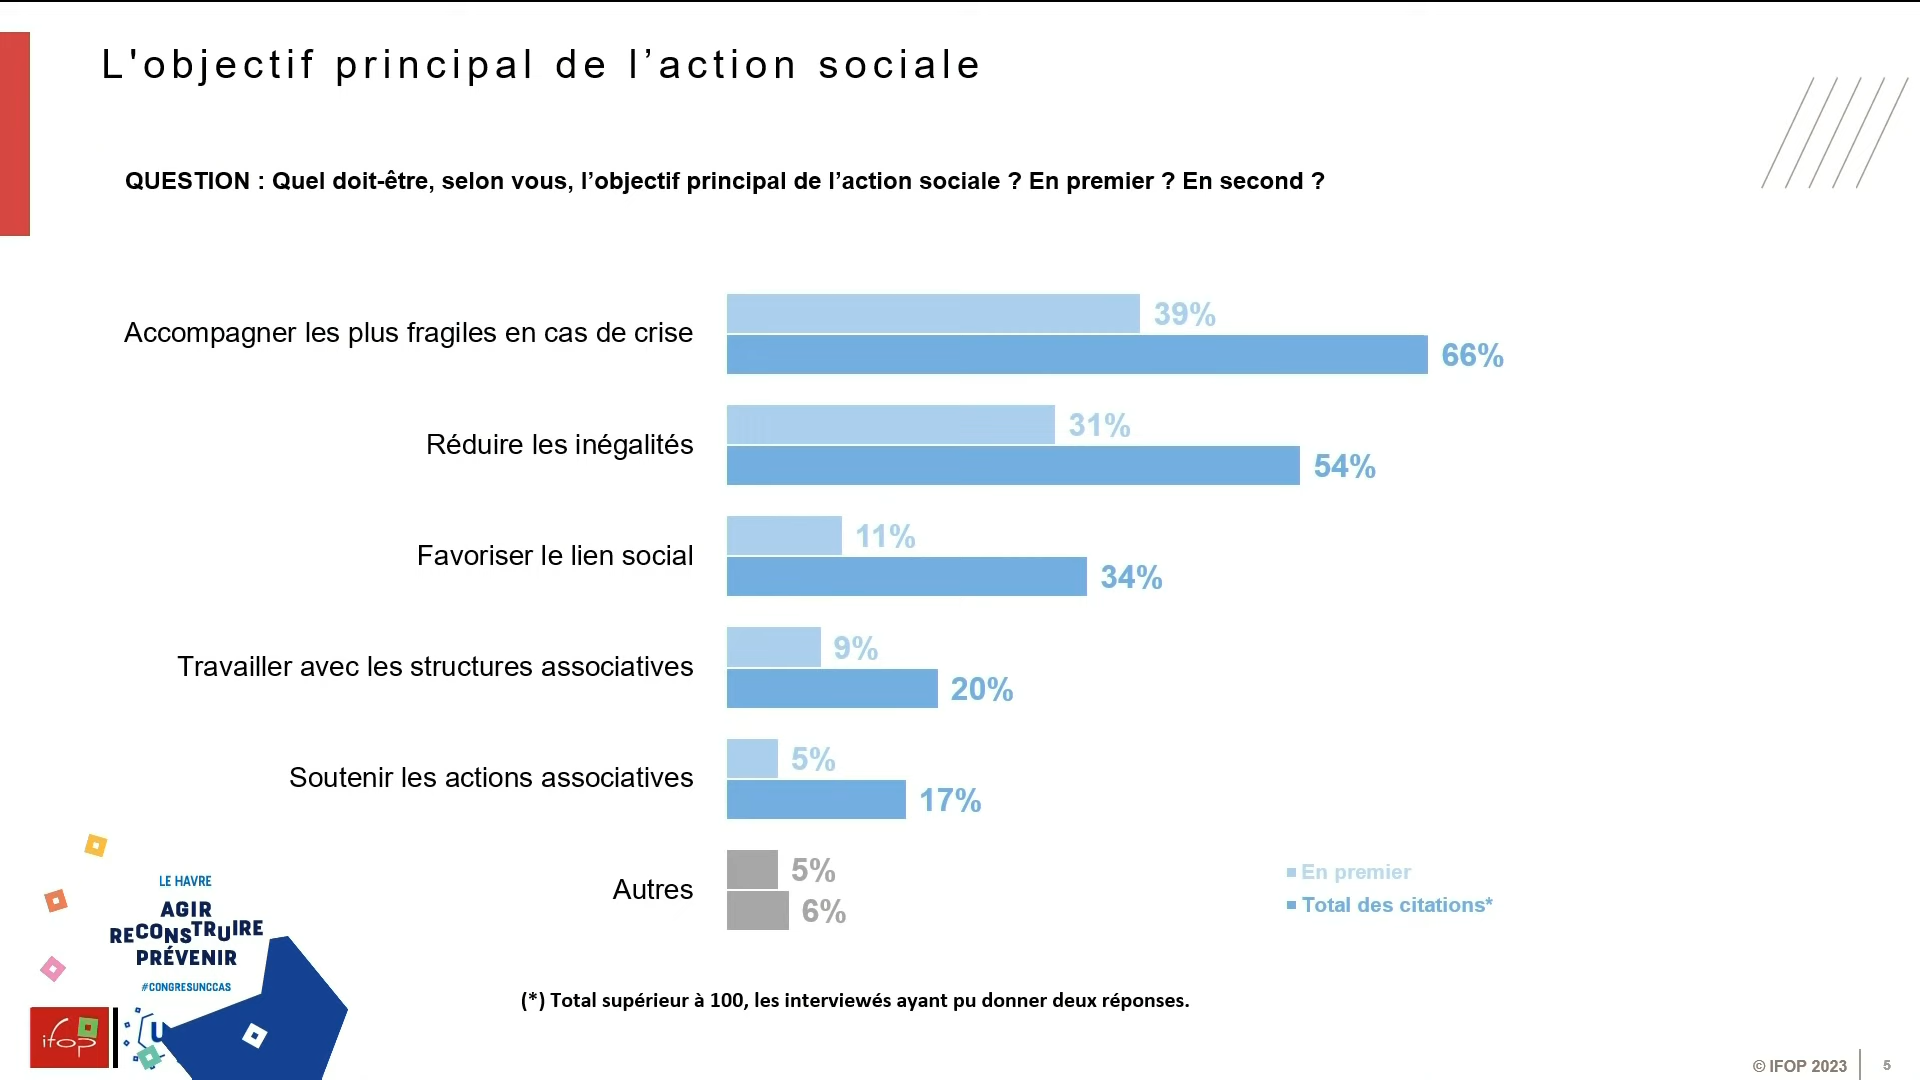 L'objectif principal de l’action sociale
QUESTION : Quel doit-être, selon vous, l’objectif principal de l’action sociale ? En premier ? En second ?
Accompagner les plus fragiles en cas de crise
39%
66%
Réduire les inégalités
31%
54%
Favoriser le lien social
11%
34%
Travailler avec les structures associatives
9%
20%
Soutenir les actions associatives
5%
17%
Autres
5%
6%
En premier
Total des citations*
LE HAVRE
AGIR
RECONSTRUIRE
PRÉVENIR
#CONGRESUNCCAS
(*) Total supérieur à 100, les interviewés ayant pu donner deux réponses.
ifop
© IFOP 2023
5